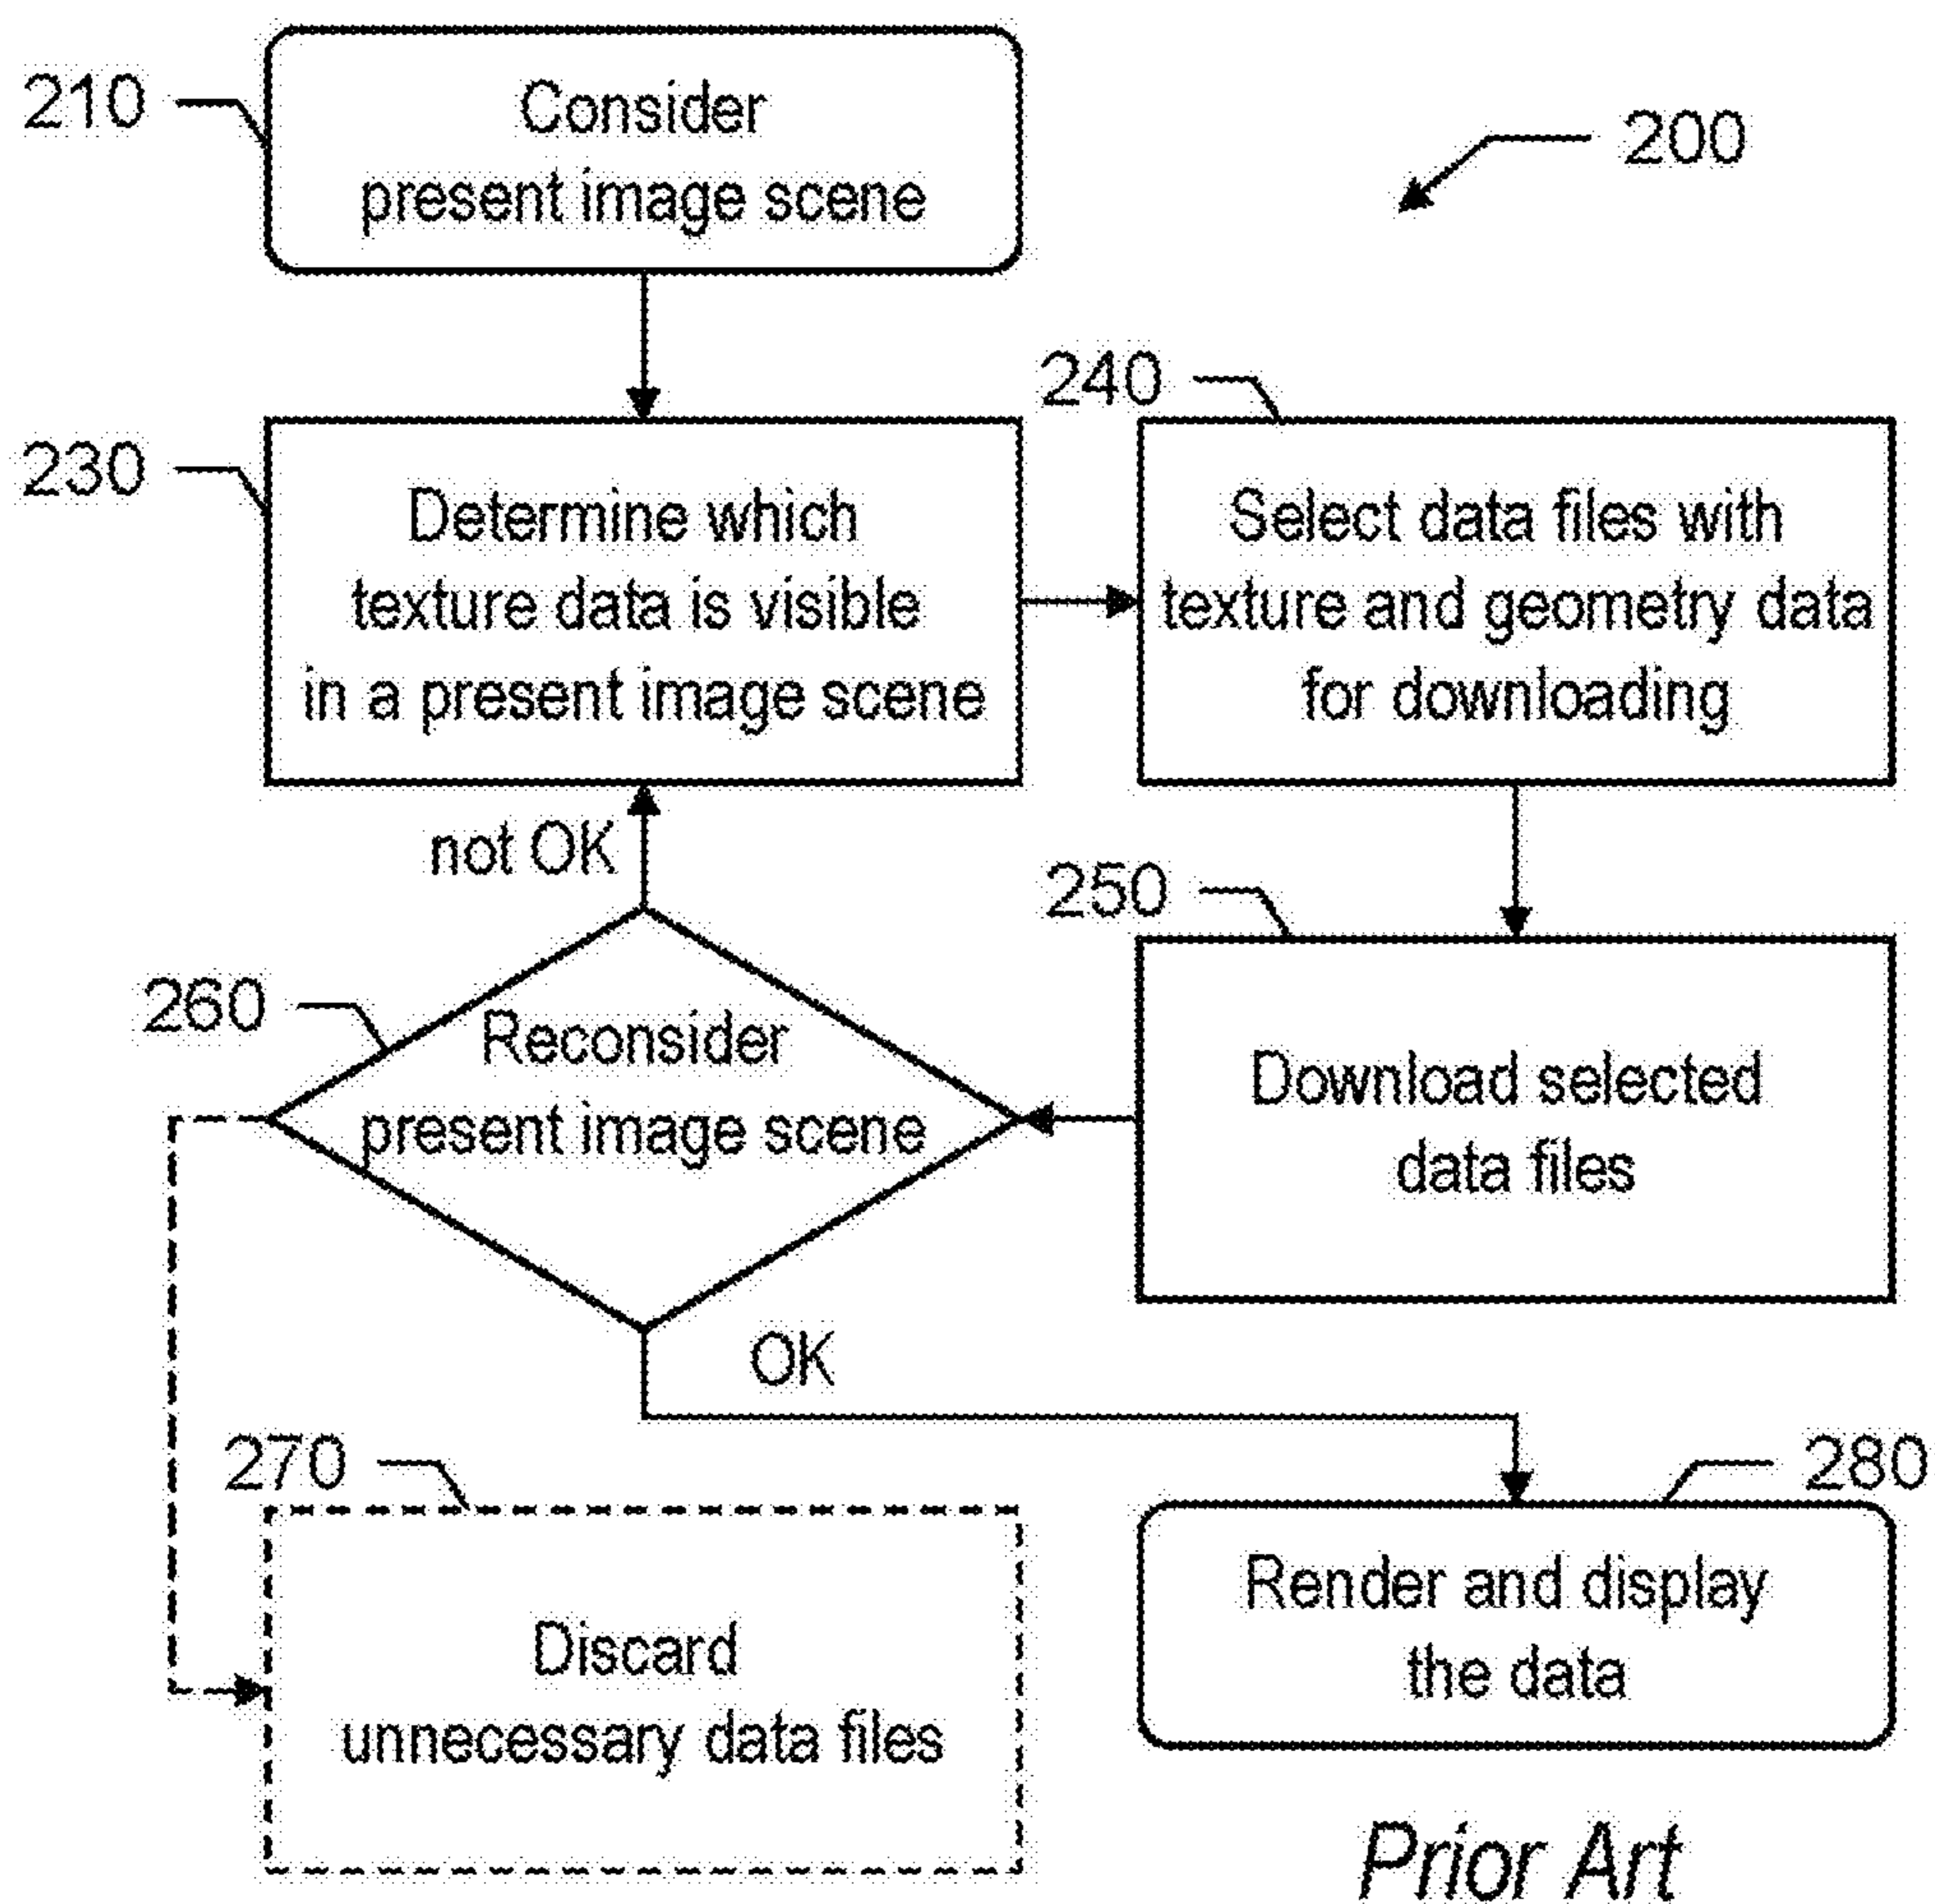 210
Consider
present image scene
200
230
Determine which
texture data is visible
in a present image scene
240
Select data files with
texture and geometry data
for downloading
not OK
250
Download selected
data files
260
Reconsider
present image scene
OK
270
Discard
unnecessary data files
280
Render and display
the data
Prior Art